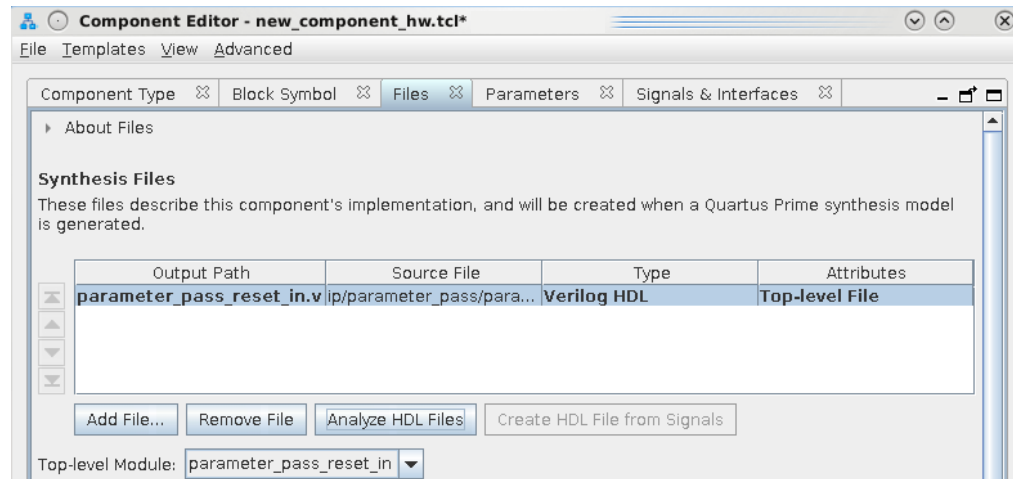 Component Editor - new_component_hw.tcl*
File Templates View Advanced
Component Type Block Symbol Files Parameters Signals & Interfaces
About Files
Synthesis Files
These files describe this component's implementation, and will be created when a Quartus Prime synthesis model
is generated.
Output Path Source File Type Attributes
parameter_pass_reset_in.v ip/parameter_pass/para... Verilog HDL Top-level File
Add File... Remove File Analyze HDL Files Create HDL File from Signals
Top-level Module: parameter_pass_reset_in